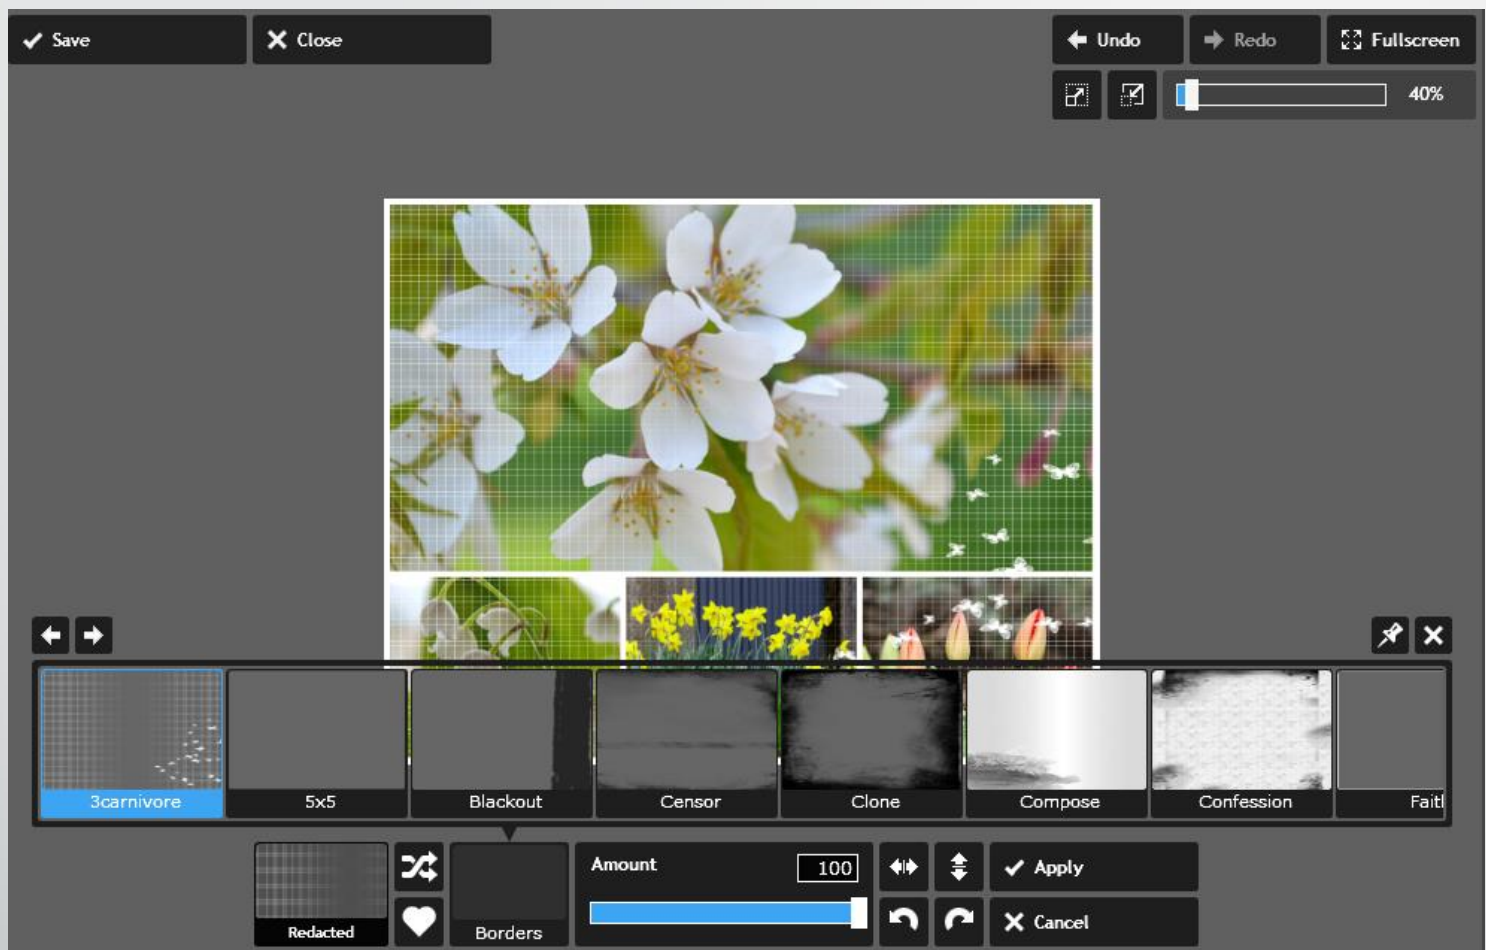 Save
Close
Undo
Redo
Fullscreen
40%
3carnivore
5x5
Blackout
Censor
Clone
Compose
Confession
Redacted
Borders
Amount
100
Apply
Cancel